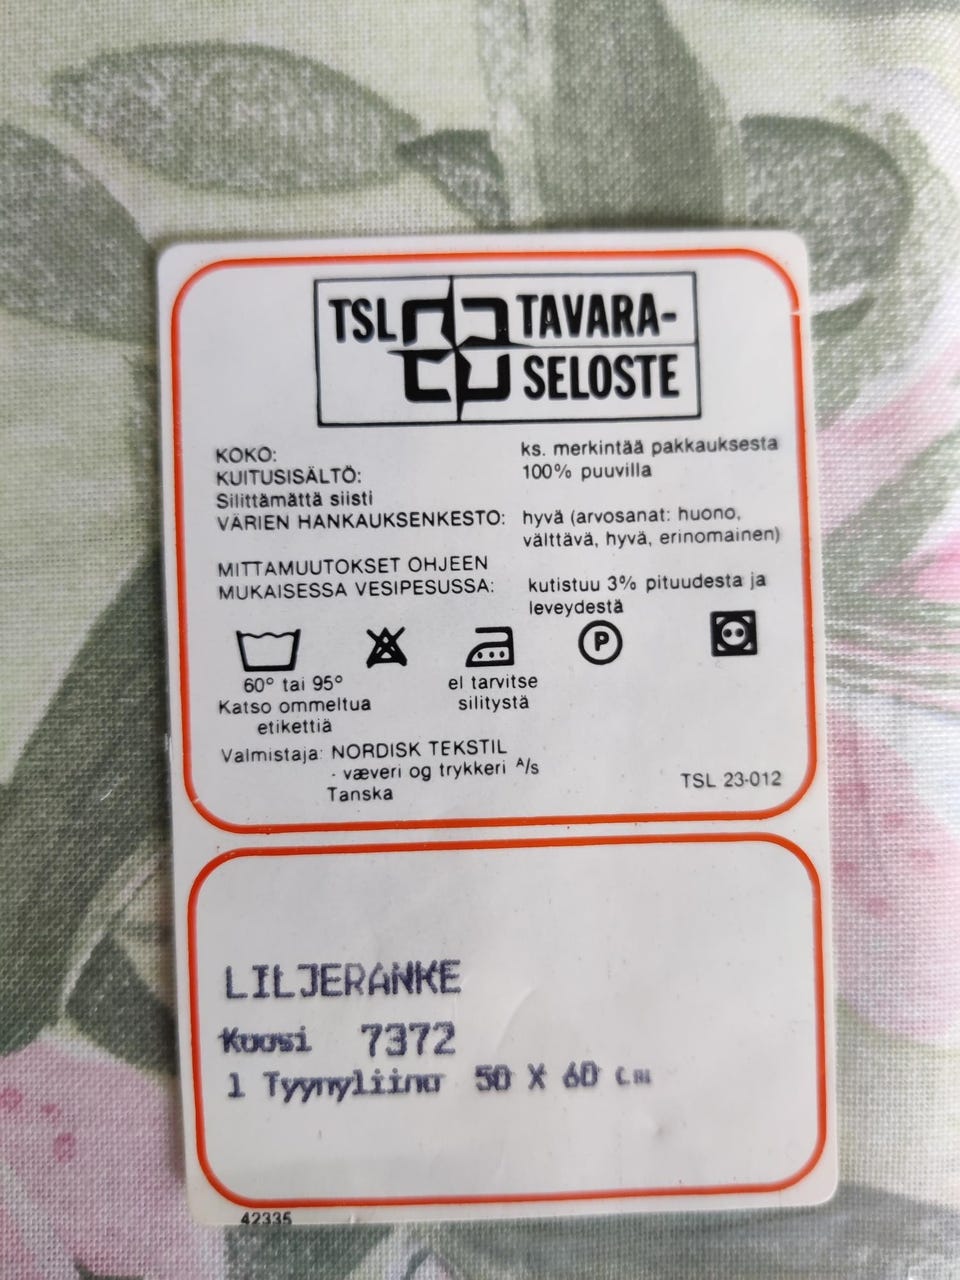 TSL TAVARA-
SELOSTE
KOKO: ks. merkintää pakkauksesta
KUITUSISÄLTÖ: 100% puuvilla
Silittämättä siisti
VÄRIEN HANKAUKSENKESTO: hyvä (arvosanat: huono,
välttävä, hyvä, erinomainen)
MITTAMUUTOKSET OHJEEN
MUKAISESSA VESIPESUSSA: kutistuu 3% pituudesta ja
leveydestä
P
60° tai 95° el tarvitse
Katso ommeltua silitystä
etikettiä
Valmistaja: NORDISK TEKSTIL
- væveri og trykkeri A/s
Tanska TSL 23-012
LILJERANKE
Kuosi 7372
1 Tyynyliina 50 X 60 cm
42335